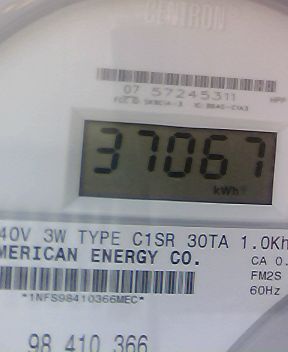 CENTRON
07 57245311
37067
kWh
40V 3W TYPE C1SR 30TA 1.0Kh
MERICAN ENERGY CO.
CA 0.
FM2S
60Hz
*1NFS98410366MEC*
98 410 366